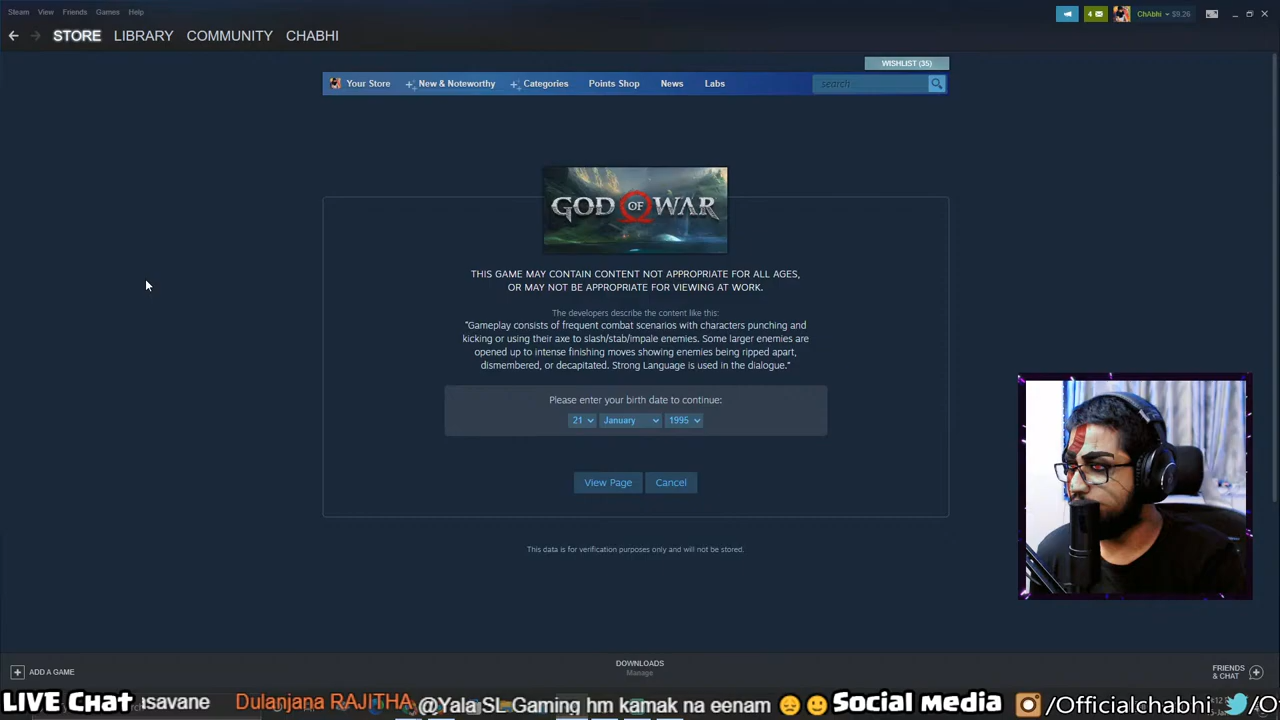 Steam View Friends Games Help
4 ChAbhi $9.26
STORE LIBRARY COMMUNITY CHABHI
WISHLIST (35)
Your Store New & Noteworthy Categories Points Shop News Labs search
GOD OF WAR
THIS GAME MAY CONTAIN CONTENT NOT APPROPRIATE FOR ALL AGES,
OR MAY NOT BE APPROPRIATE FOR VIEWING AT WORK.
The developers describe the content like this:
"Gameplay consists of frequent combat scenarios with characters punching and
kicking or using their axe to slash/stab/impale enemies. Some larger enemies are
opened up to intense finishing moves showing enemies being ripped apart,
dismembered, or decapitated. Strong Language is used in the dialogue."
Please enter your birth date to continue:
21 January 1995
View Page Cancel
This data is for verification purposes only and will not be stored.
ADD A GAME
DOWNLOADS
Manage
FRIENDS
& CHAT
LIVE Chat asavane Dulanjana RAJITHA @Yala SL Gaming hm kamak na eenam 😔 🙂 Social media /Officialchabhi /O